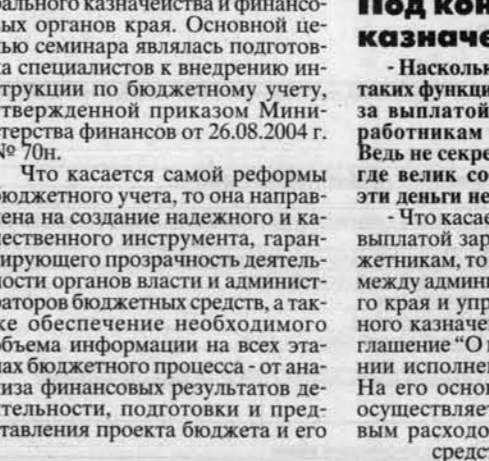 рального казначейства и финансо-
вых органов края. Основной це-
лью семинара являлась подготов-
ка специалистов к внедрению ин-
струкции по бюджетному учету,
утвержденной приказом Мини-
стерства финансов от 26.08.2004 г.
№ 70н.
Что касается самой реформы
бюджетного учета, то она направ-
лена на создание надежного и ка-
чественного инструмента, гаран-
тирующего прозрачность деятель-
ности органов власти и админист-
раторов бюджетных средств, а так-
же обеспечение необходимого
объема информации на всех эта-
пах бюджетного процесса - от ана-
лиза финансовых результатов де-
ятельности, подготовки и пред-
ставления проекта бюджета и его
Под кон
казначе
- Насколь
таких функци
за выплатой
работникам
Ведь не секре
где велик со
эти деньги не
- Что касае
выплатой зар
жетникам, то
между админи
го края и упр
ного казначе
глашение "О
нии исполнен
На его осно
осуществляет
вым расходо
средст